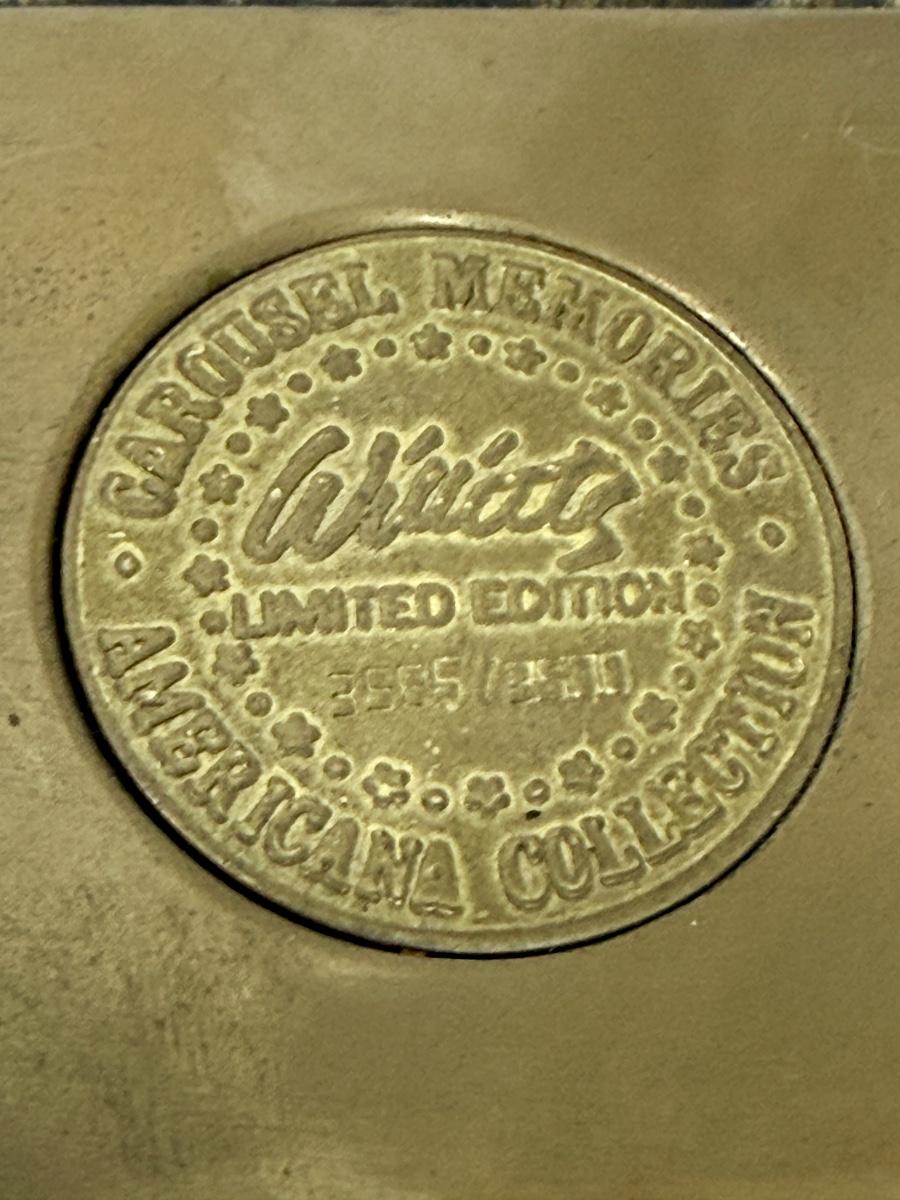 CAROUSEL MEMORIES
LIMITED EDITION
AMERICANA COLLECTION